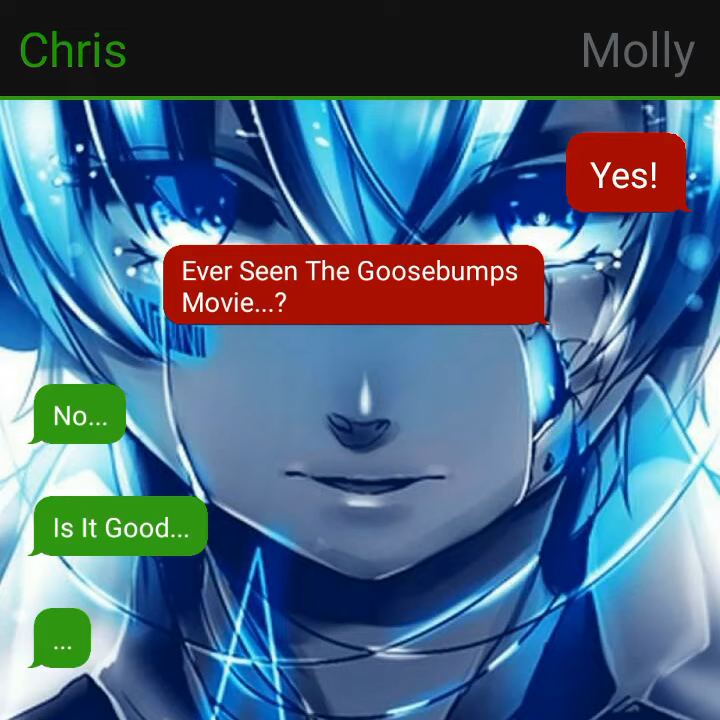 Chris
Molly
Yes!
Ever Seen The Goosebumps
Movie...?
No...
Is It Good...
...